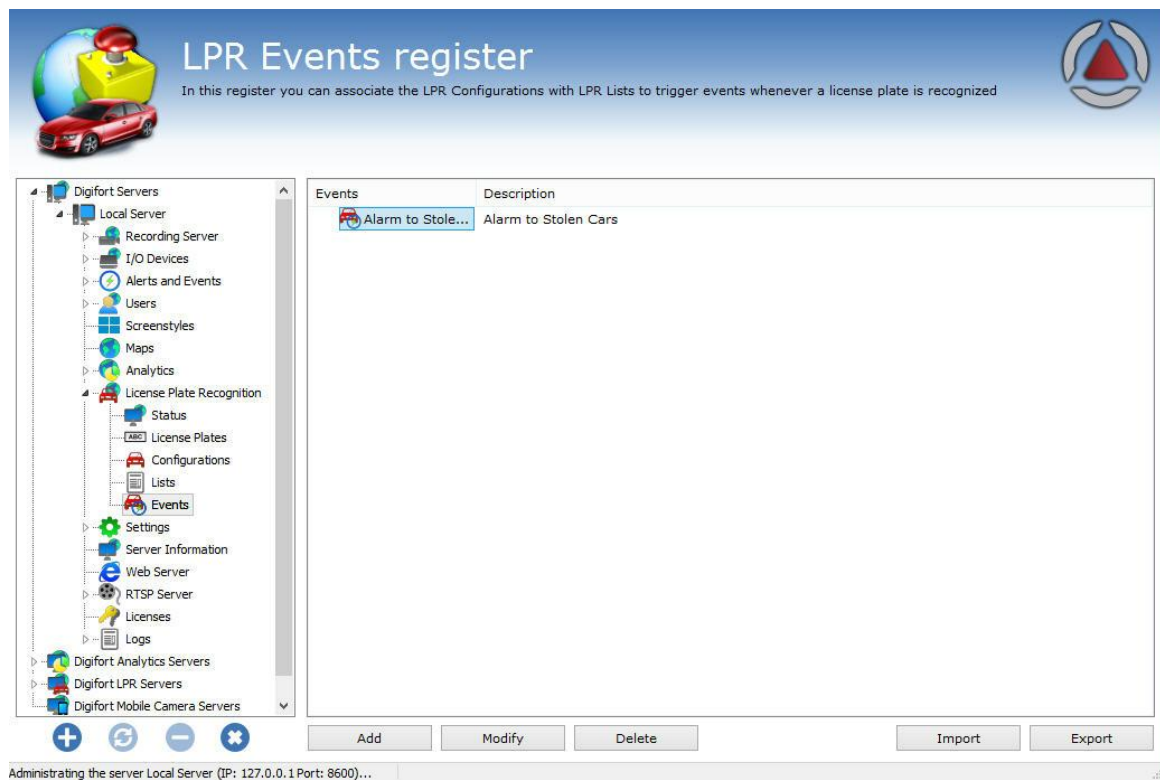 LPR Events register
In this register you can associate the LPR Configurations with LPR Lists to trigger events whenever a license plate is recognized
Digifort Servers
Local Server
Recording Server
I/O Devices
Alerts and Events
Users
Screenstyles
Maps
Analytics
License Plate Recognition
Status
ABC License Plates
Configurations
Lists
Events
Settings
Server Information
Web Server
RTSP Server
Licenses
Logs
Digifort Analytics Servers
Digifort LPR Servers
Digifort Mobile Camera Servers
Events Description
Alarm to Stole... Alarm to Stolen Cars
Add Modify Delete Import Export
Administrating the server Local Server (IP: 127.0.0.1 Port: 8600)...